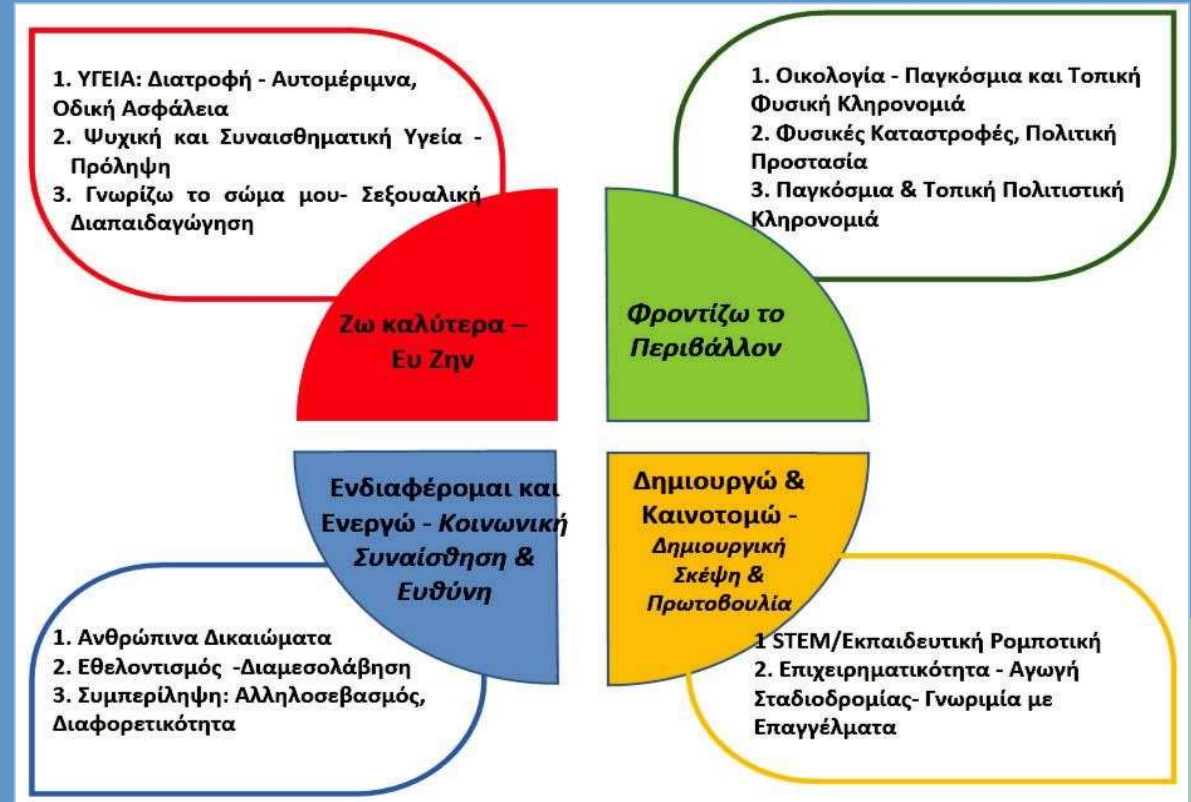 1. ΥΓΕΙΑ: Διατροφή - Αυτομέριμνα,
Οδική Ασφάλεια
2. Ψυχική και Συναισθηματική Υγεία -
Πρόληψη
3. Γνωρίζω το σώμα μου- Σεξουαλική
Διαπαιδαγώγηση
Ζω καλύτερα –
Ευ Ζην
1. Οικολογία - Παγκόσμια και Τοπική
Φυσική Κληρονομιά
2. Φυσικές Καταστροφές, Πολιτική
Προστασία
3. Παγκόσμια & Τοπική Πολιτιστική
Κληρονομιά
Φροντίζω το
Περιβάλλον
Ενδιαφέρομαι και
Ενεργώ - Κοινωνική
Συναίσθηση &
Ευθύνη
1. Ανθρώπινα Δικαιώματα
2. Εθελοντισμός -Διαμεσολάβηση
3. Συμπερίληψη: Αλληλοσεβασμός,
Διαφορετικότητα
Δημιουργώ &
Καινοτομώ -
Δημιουργική
Σκέψη &
Πρωτοβουλία
1 STEM/Εκπαιδευτική Ρομποτική
2. Επιχειρηματικότητα - Αγωγή
Σταδιοδρομίας- Γνωριμία με
Επαγγέλματα